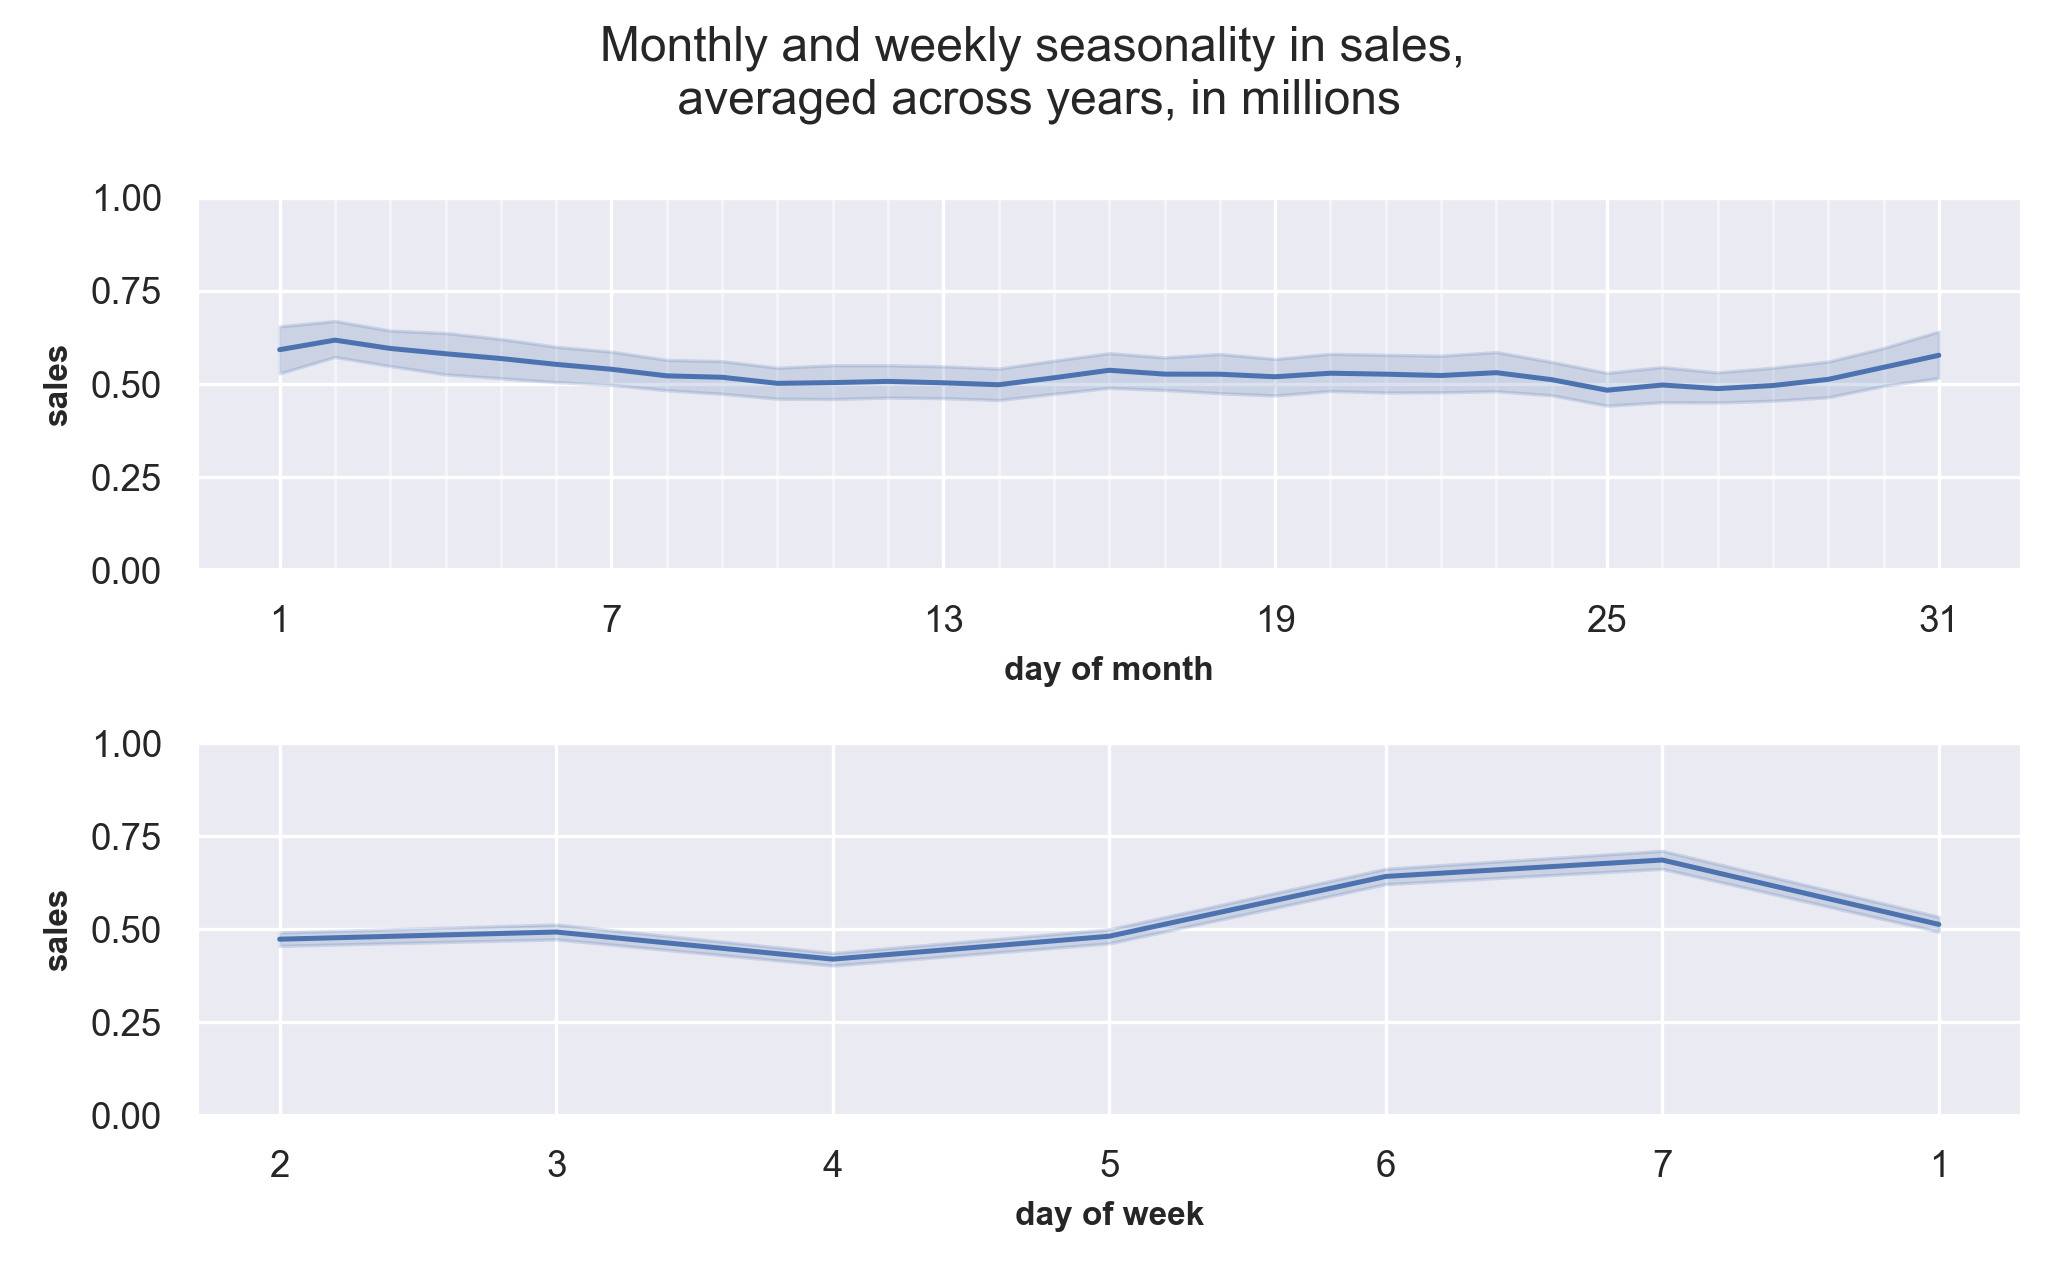 Monthly and weekly seasonality in sales,
averaged across years, in millions
1.00
0.75
0.50
0.25
0.00
sales
1 7 13 19 25 31
day of month
1.00
0.75
0.50
0.25
0.00
sales
2 3 4 5 6 7 1
day of week